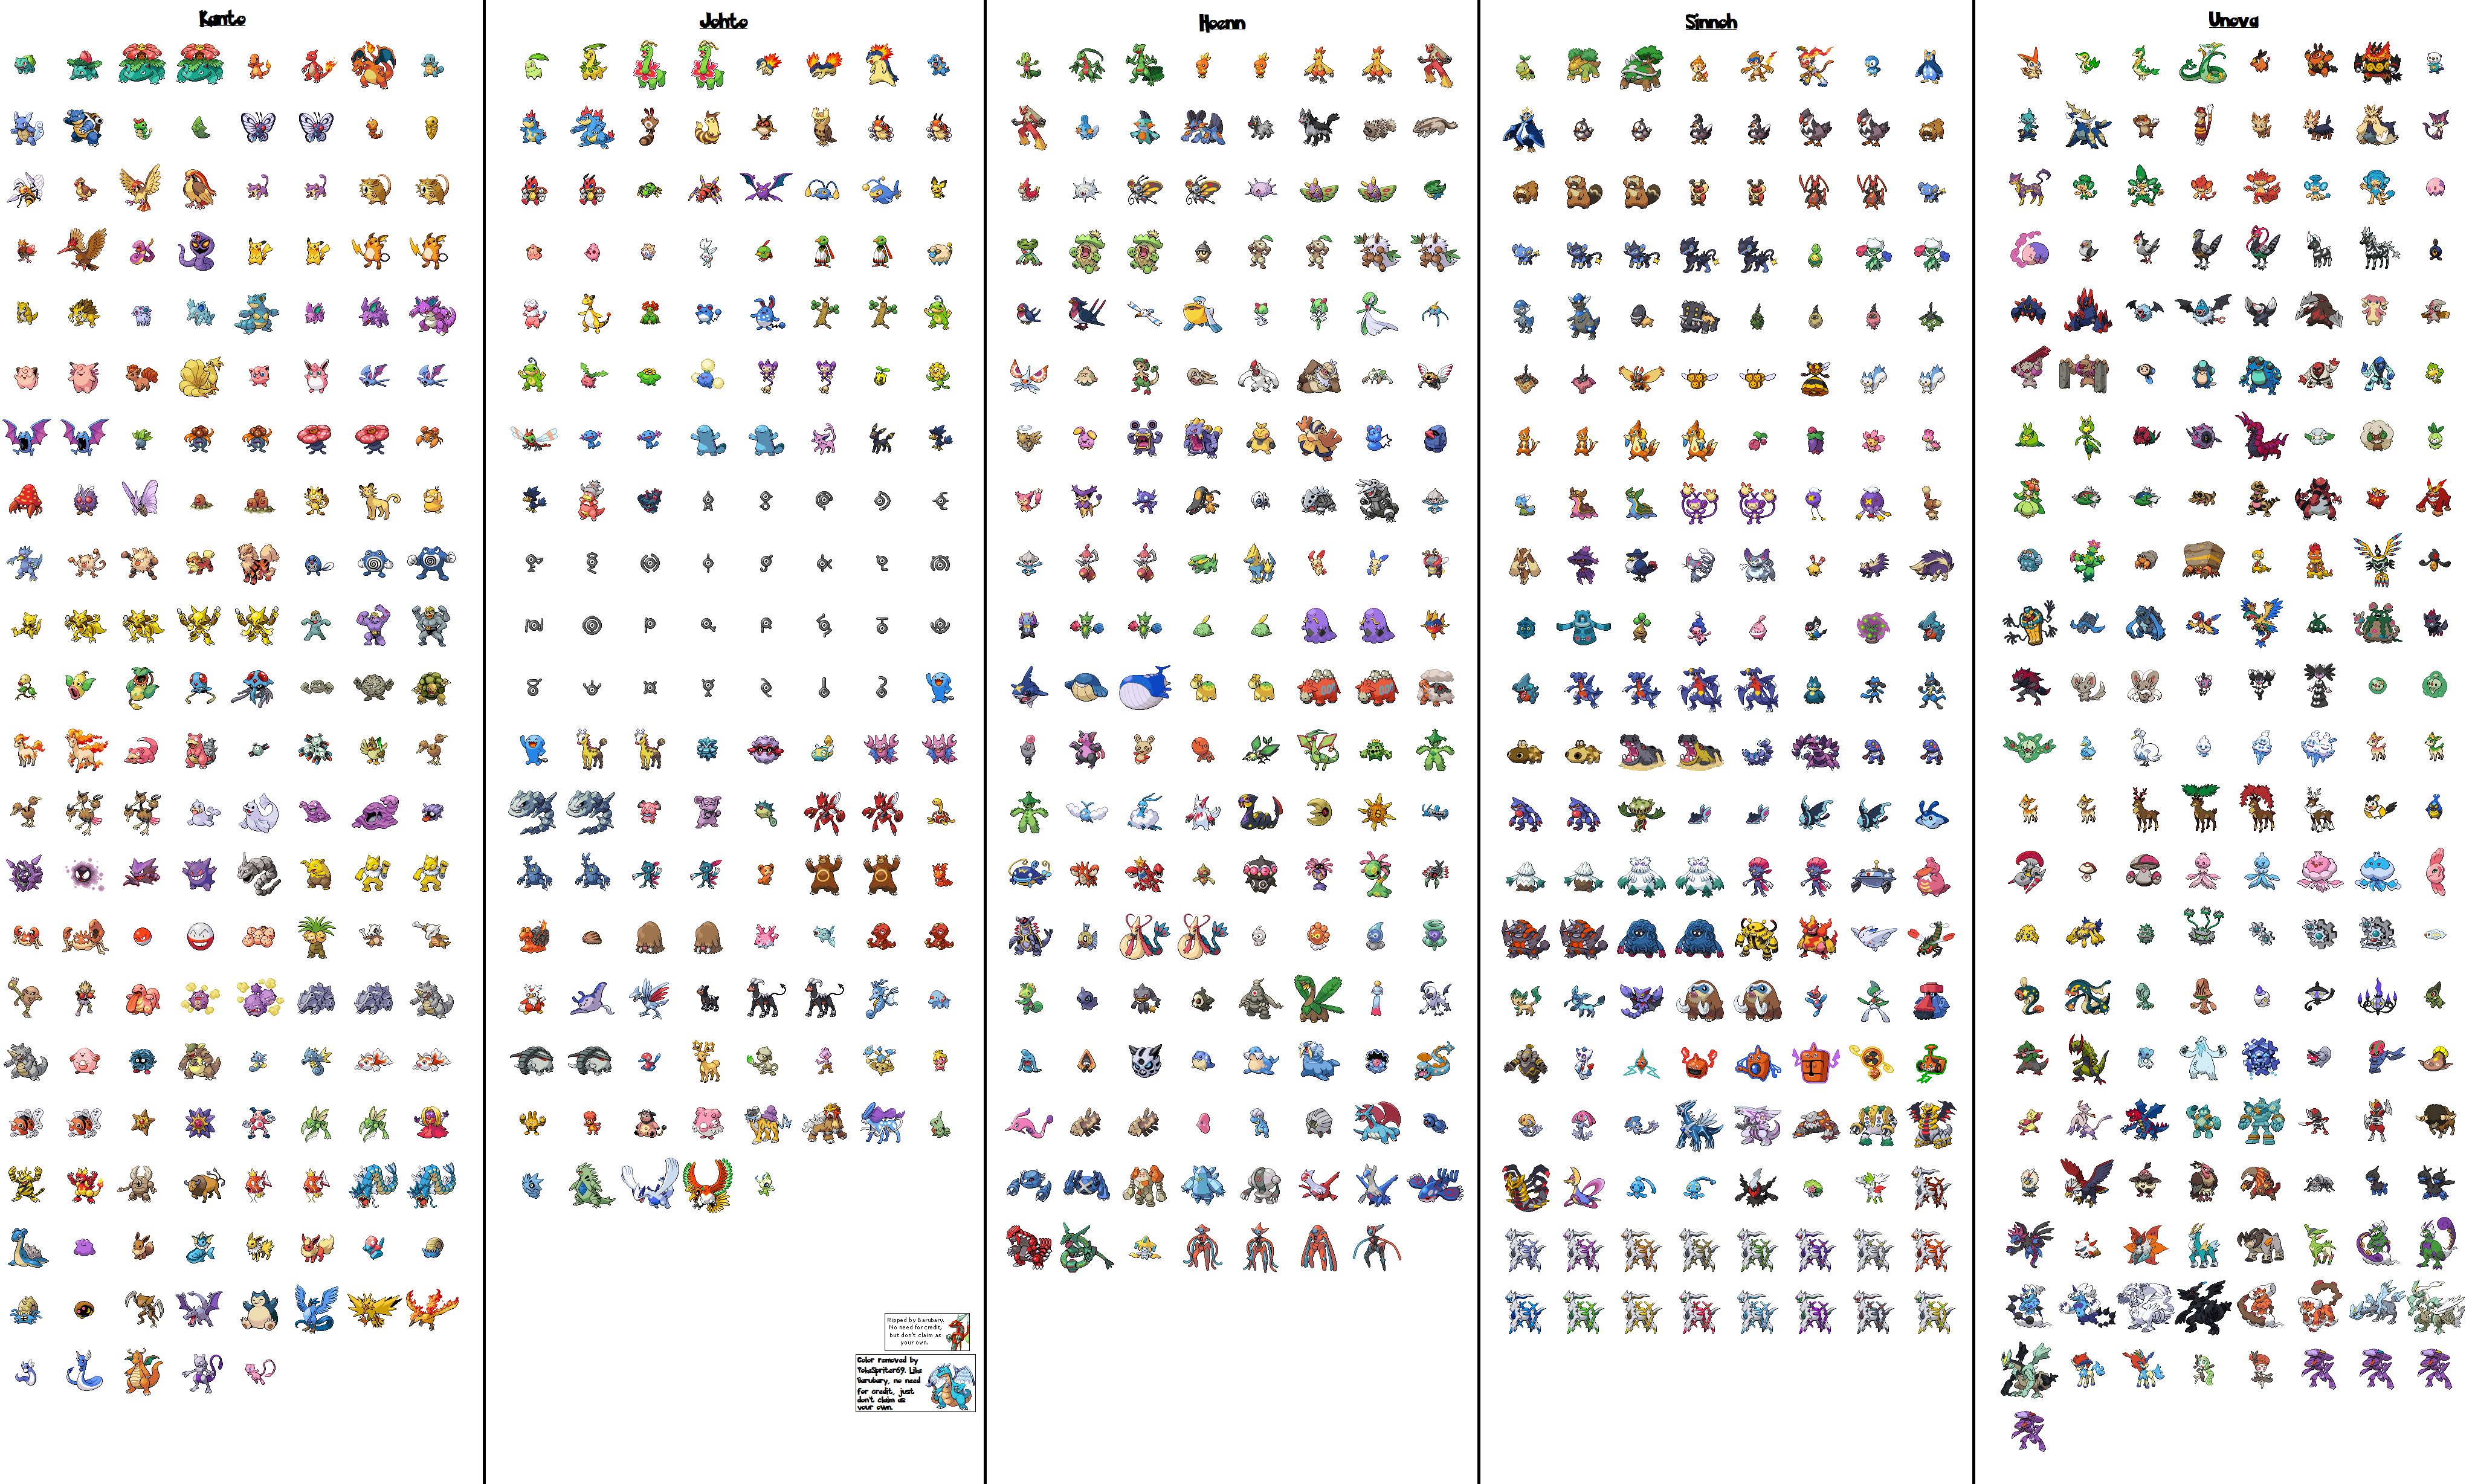 Kanto
Johto
Hoenn
Sinnoh
Unova
Ripped by Barubary.
No need for credit,
but don't claim as
your own.
Color removed by
PokeSpriter69. Like
Barubary, no need
for credit, just
don't claim as
your own.